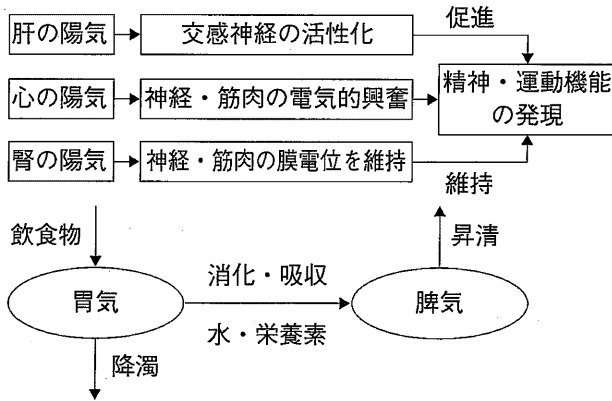 肝の陽気
交感神経の活性化
促進
心の陽気
神経・筋肉の電気的興奮
精神・運動機能
の発現
腎の陽気
神経・筋肉の膜電位を維持
維持
飲食物
昇清
胃気
消化・吸収
水・栄養素
脾気
降濁